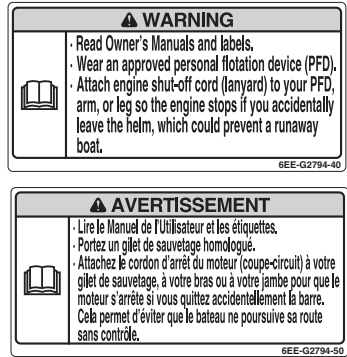 WARNING
· Read Owner's Manuals and labels.
· Wear an approved personal flotation device (PFD).
· Attach engine shut-off cord (lanyard) to your PFD,
arm, or leg so the engine stops if you accidentally
leave the helm, which could prevent a runaway
boat.
6EE-G2794-40
AVERTISSEMENT
· Lire le Manuel de l'Utilisateur et les étiquettes.
· Portez un gilet de sauvetage homologué.
· Attachez le cordon d'arrêt du moteur (coupe-circuit) à votre
gilet de sauvetage, à votre bras ou à votre jambe pour que le
moteur s'arrête si vous quittez accidentellement la barre.
Cela permet d'éviter que le bateau ne poursuive sa route
sans contrôle.
6EE-G2794-50